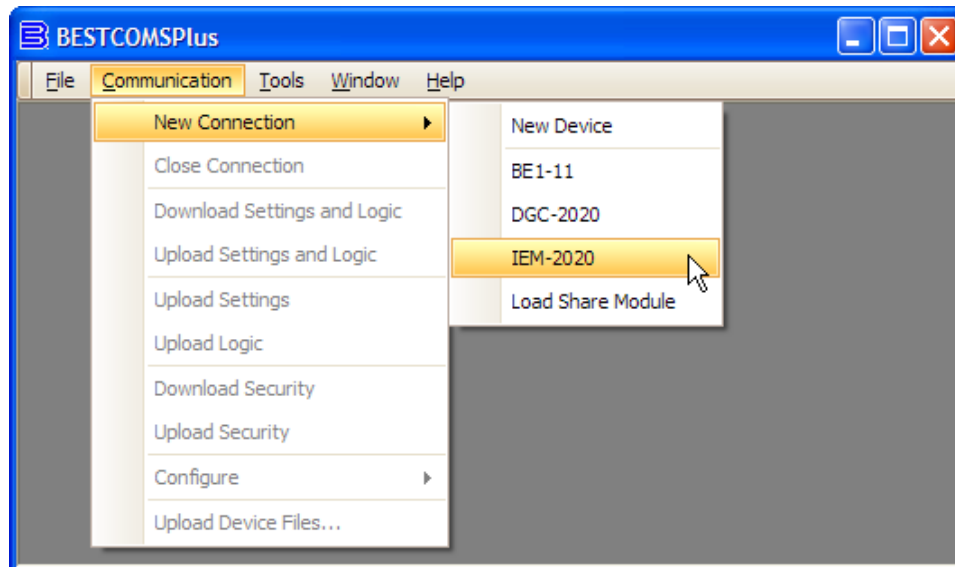 BESTCOMSPlus
File Communication Tools Window Help
New Connection
Close Connection
Download Settings and Logic
Upload Settings and Logic
Upload Settings
Upload Logic
Download Security
Upload Security
Configure
Upload Device Files...
New Device
BE1-11
DGC-2020
IEM-2020
Load Share Module